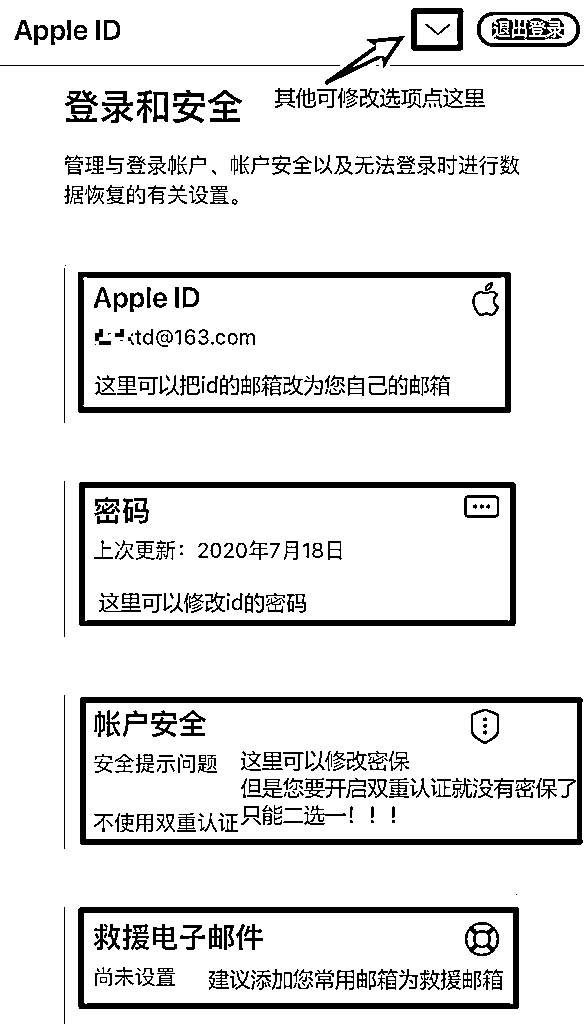 Apple ID
退出登录
登录和安全
其他可修改选项点这里
管理与登录帐户、帐户安全以及无法登录时进行数
据恢复的有关设置。
Apple ID
td@163.com
这里可以把id的邮箱改为您自己的邮箱
密码
上次更新：2020年7月18日
这里可以修改id的密码
帐户安全
安全提示问题
这里可以修改密保
但是您要开启双重认证就没有密保了
不使用双重认证
只能二选一！！！
救援电子邮件
尚未设置
建议添加您常用邮箱为救援邮箱